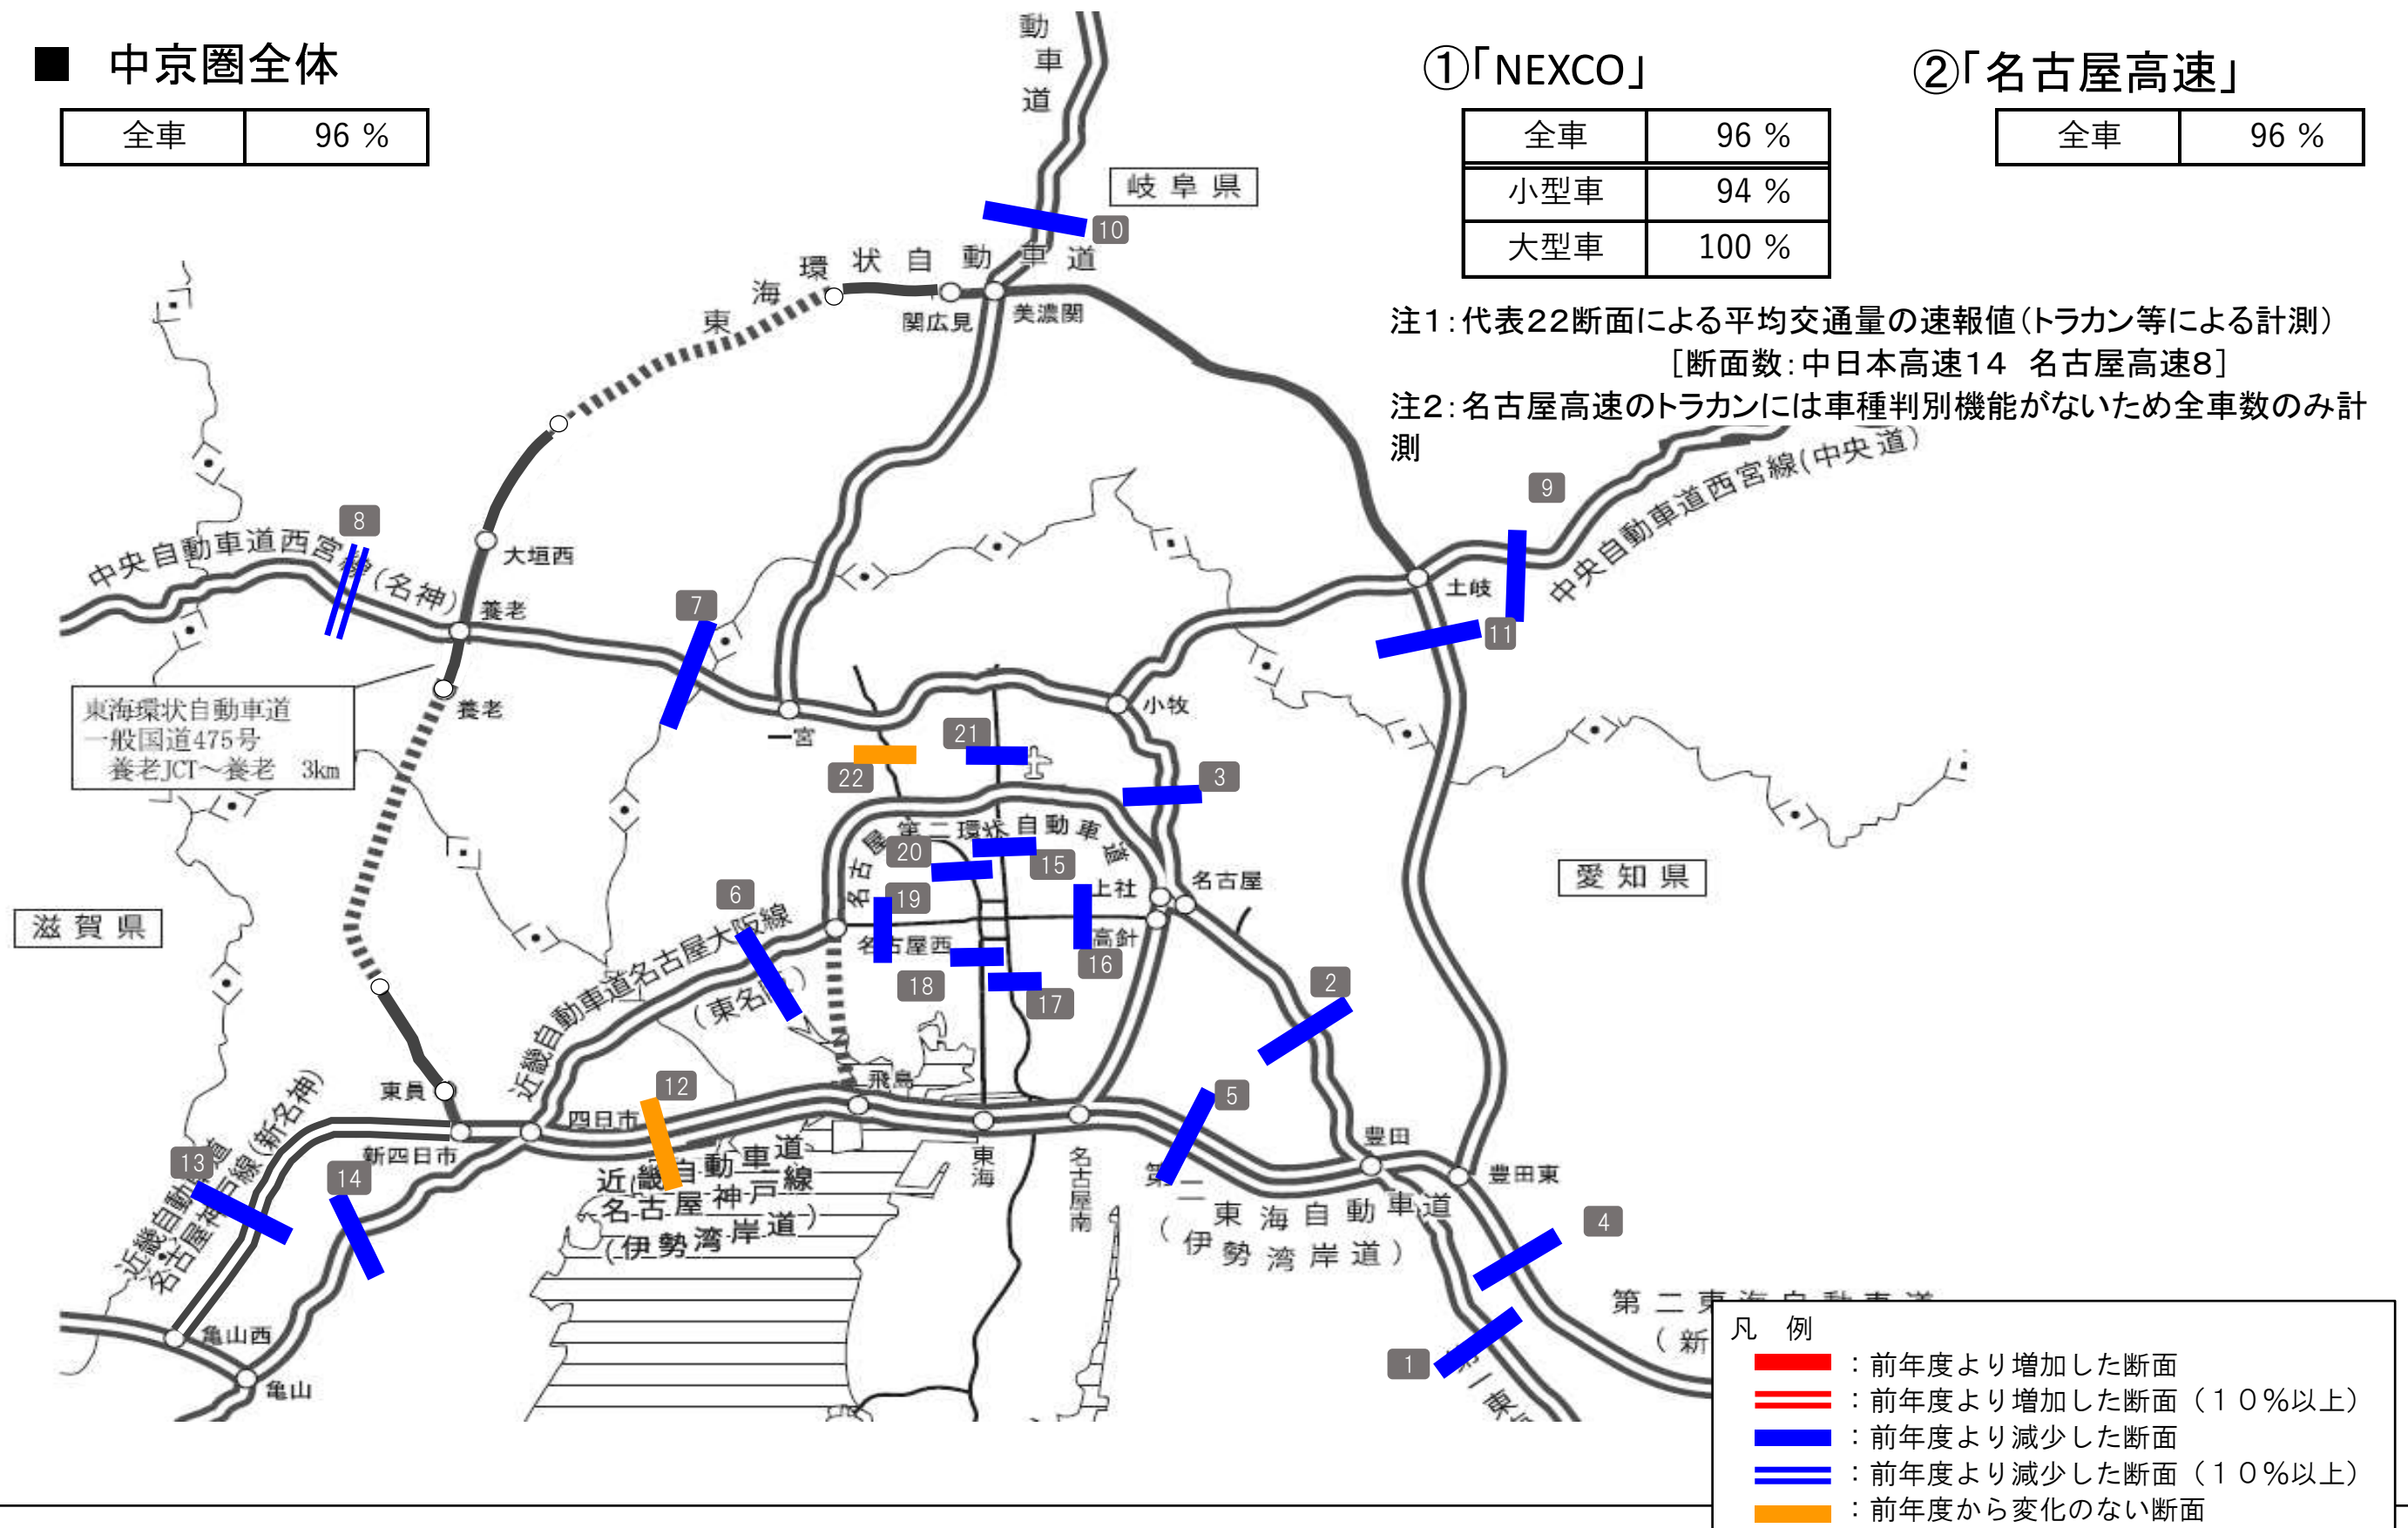 ■ 中京圏全体
全車 96 %
①「NEXCO」
全車 96 %
小型車 94 %
大型車 100 %
②「名古屋高速」
全車 96 %
注1：代表22断面による平均交通量の速報値(トラカン等による計測)
[断面数：中日本高速14 名古屋高速8]
注2：名古屋高速のトラカンには車種判別機能がないため全車数のみ計
測
動車道
岐阜県
10
東海環状自動車道
関広見
美濃関
9
中央自動車道西宮線(中央道)
8
中央自動車道西宮線(名神)
大垣西
養老
7
土岐
11
東海環状自動車道
一般国道475号
養老JCT～養老 3km
養老
一宮
小牧
21
22
3
名古屋第二環状自動車道
20
15
19
上社
名古屋
愛知県
6
滋賀県
名古屋西
高針
16
18
17
2
近畿自動車道名古屋大阪線
(東名阪)
東員
飛島
12
四日市
5
新四日市
13
14
近畿自動車道
名古屋神戸線(新名神)
近畿自動車道
名古屋神戸線
(伊勢湾岸道)
東海
名古屋南
豊田
豊田東
第二東海自動車道
(伊勢湾岸道)
4
亀山西
亀山
1
第一東
第二東海自動車道
(新
凡 例
：前年度より増加した断面
：前年度より増加した断面（１０%以上）
：前年度より減少した断面
：前年度より減少した断面（１０%以上）
：前年度から変化のない断面